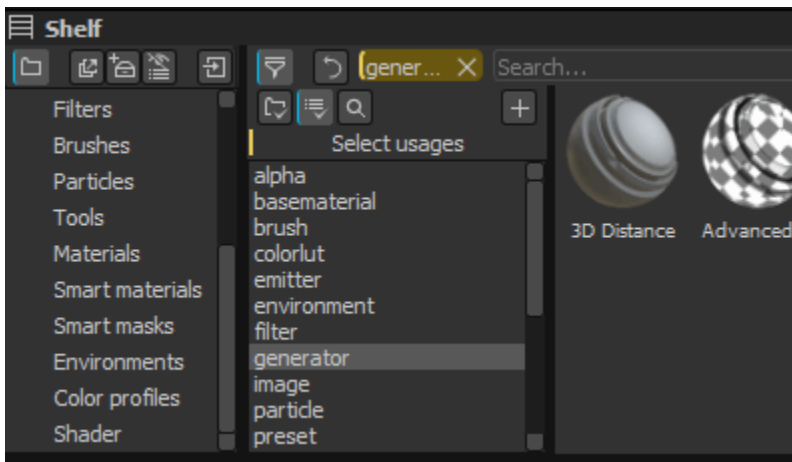 Shelf
gener...
Search...
Filters
Brushes
Particles
Tools
Materials
Smart materials
Smart masks
Environments
Color profiles
Shader
Select usages
alpha
basematerial
brush
colorlut
emitter
environment
filter
generator
image
particle
preset
3D Distance
Advanced